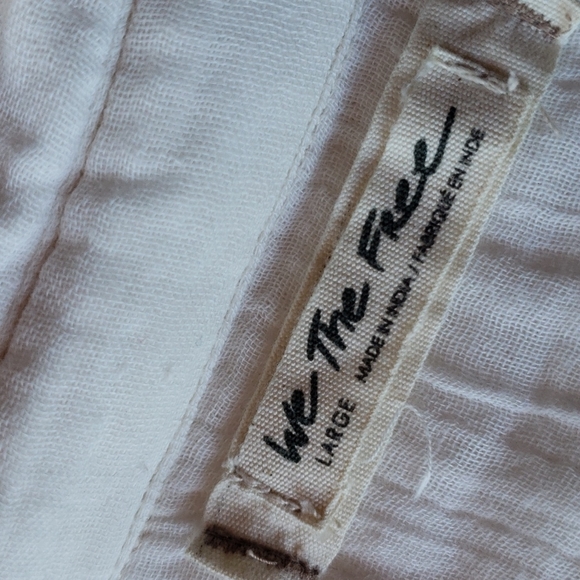 We The Free
LARGE MADE IN INDIA / FABRIQUÉ EN INDE